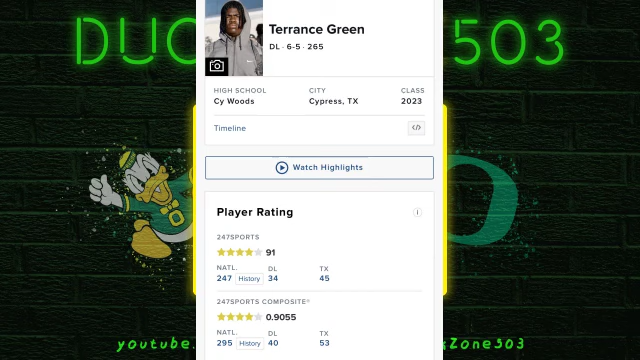 DUC
503
Terrance Green
DL · 6-5 · 265
HIGH SCHOOL CITY CLASS
Cy Woods Cypress, TX 2023
Timeline
</>
Watch Highlights
Player Rating
i
247SPORTS
91
NATL. DL TX
247 History 34 45
247SPORTS COMPOSITE®
0.9055
NATL. DL TX
295 History 40 53
youtube.
kZone503